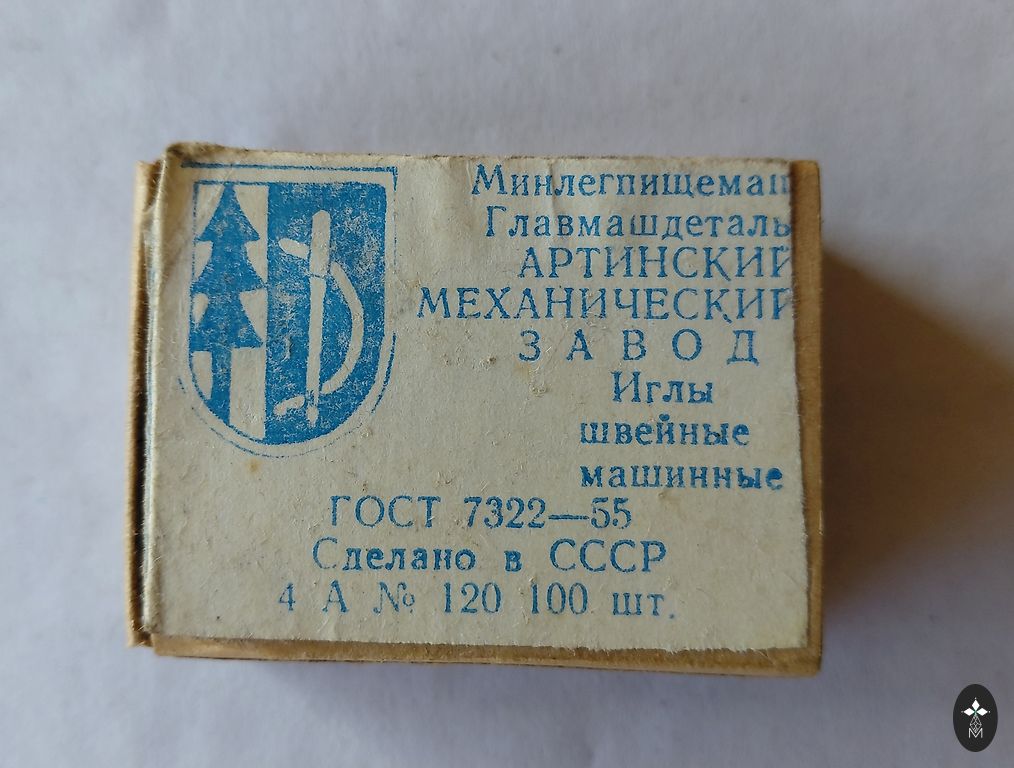 Минлегпищемаш
Главмашдеталь
АРТИНСКИЙ
МЕХАНИЧЕСКИЙ
ЗАВОД
Иглы
швейные
машинные
ГОСТ 7322—55
Сделано в СССР
4 А № 120 100 шт.
M